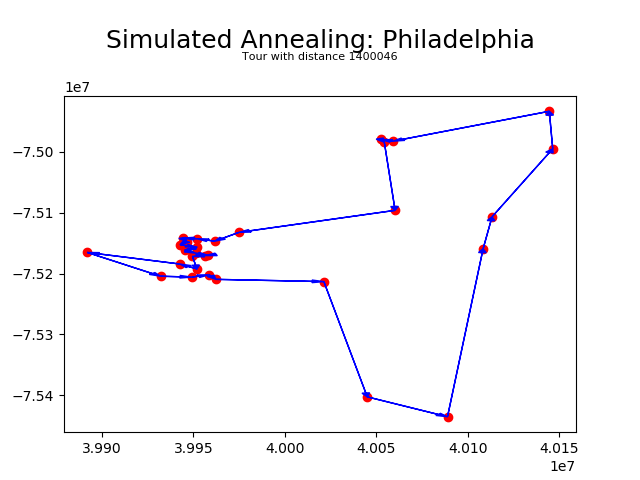 Simulated Annealing: Philadelphia
Tour with distance 1400046
1e7
−7.50
−7.51
−7.52
−7.53
−7.54
3.990 3.995 4.000 4.005 4.010 4.015
1e7